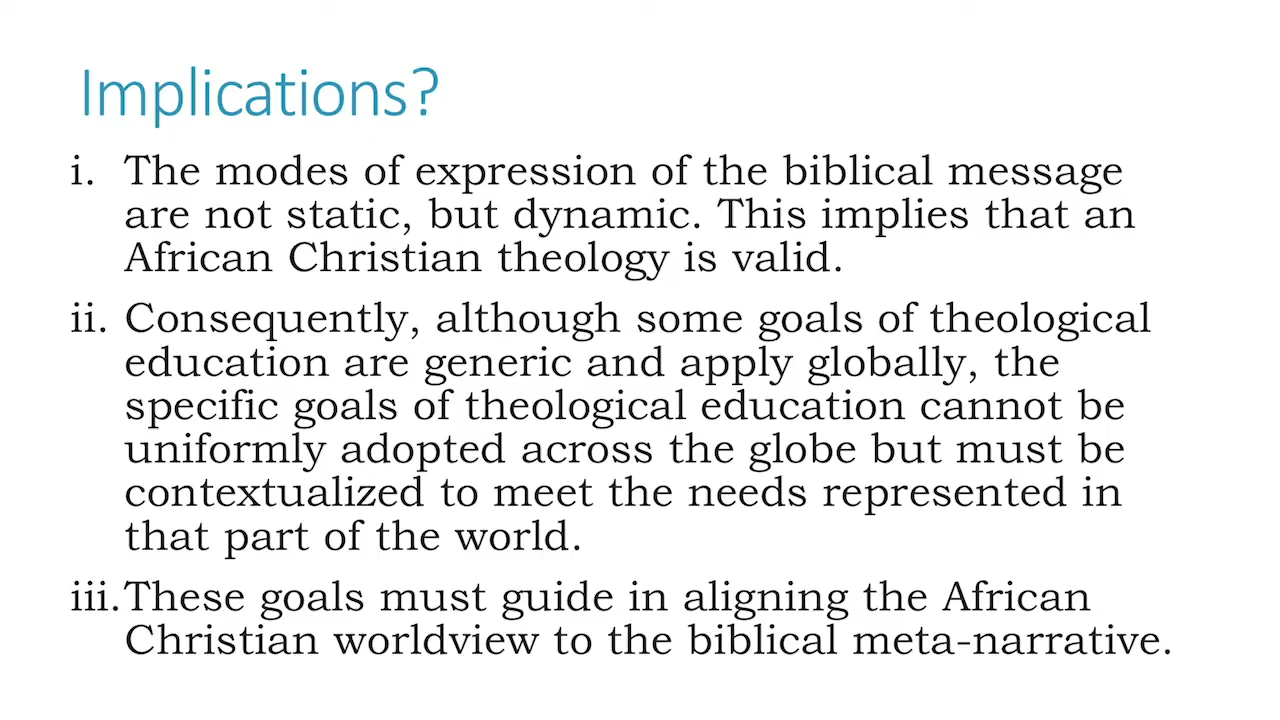 Implications?
i. The modes of expression of the biblical message
are not static, but dynamic. This implies that an
African Christian theology is valid.
ii. Consequently, although some goals of theological
education are generic and apply globally, the
specific goals of theological education cannot be
uniformly adopted across the globe but must be
contextualized to meet the needs represented in
that part of the world.
iii. These goals must guide in aligning the African
Christian worldview to the biblical meta-narrative.